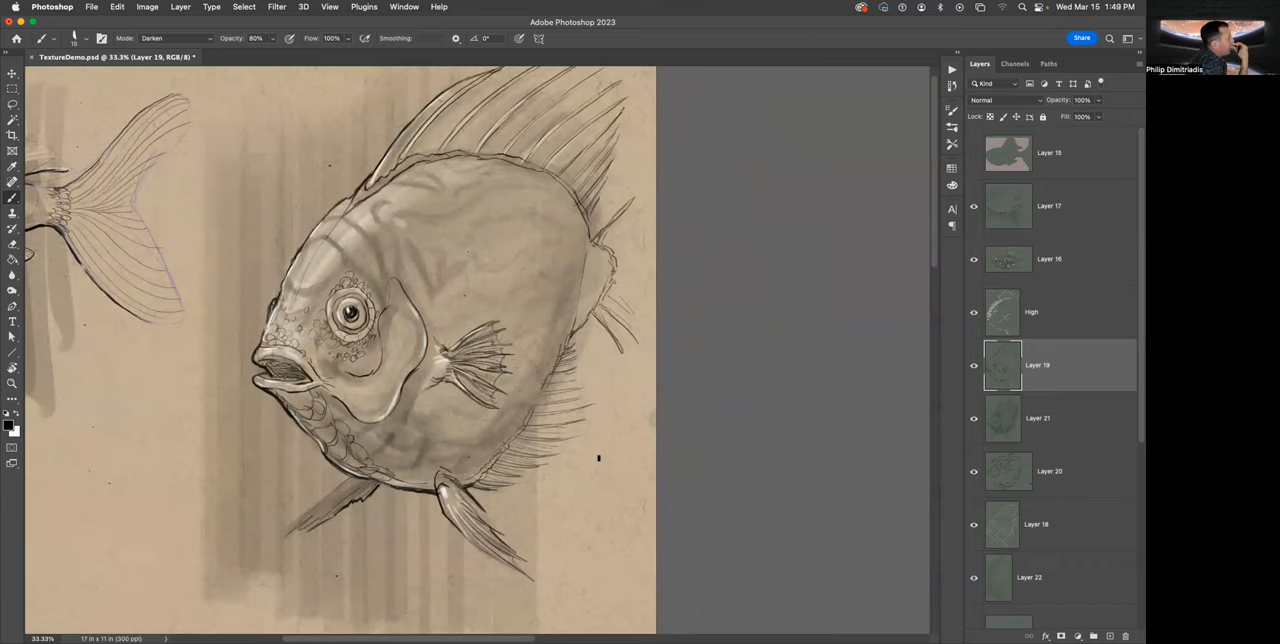 Photoshop File Edit Image Layer Type Select Filter 3D View Plugins Window Help Wed Mar 15 1:49 PM
Adobe Photoshop 2023
15 Mode: Darken Opacity: 80% Flow: 100% Smoothing: 0° Share
TextureDemo.psd @ 33.3% (Layer 19, RGB/8) *
Philip Dimitriadis
Layers Channels Paths
Kind
Normal Opacity: 100%
Lock: Fill: 100%
Layer 15
Layer 17
Layer 16
High
Layer 19
Layer 21
Layer 20
Layer 18
Layer 22
33.33% 17 in x 11 in (300 ppi)